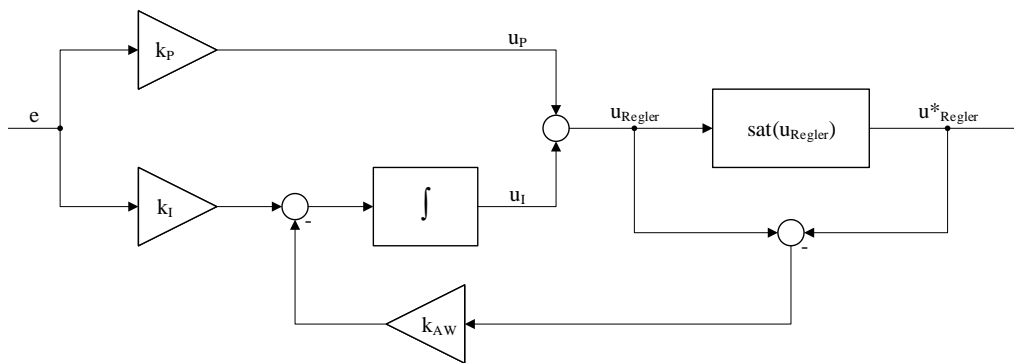 k_P
u_P
e
u_Regler
sat(u_Regler)
u*_Regler
k_I
-
∫
u_I
-
k_AW